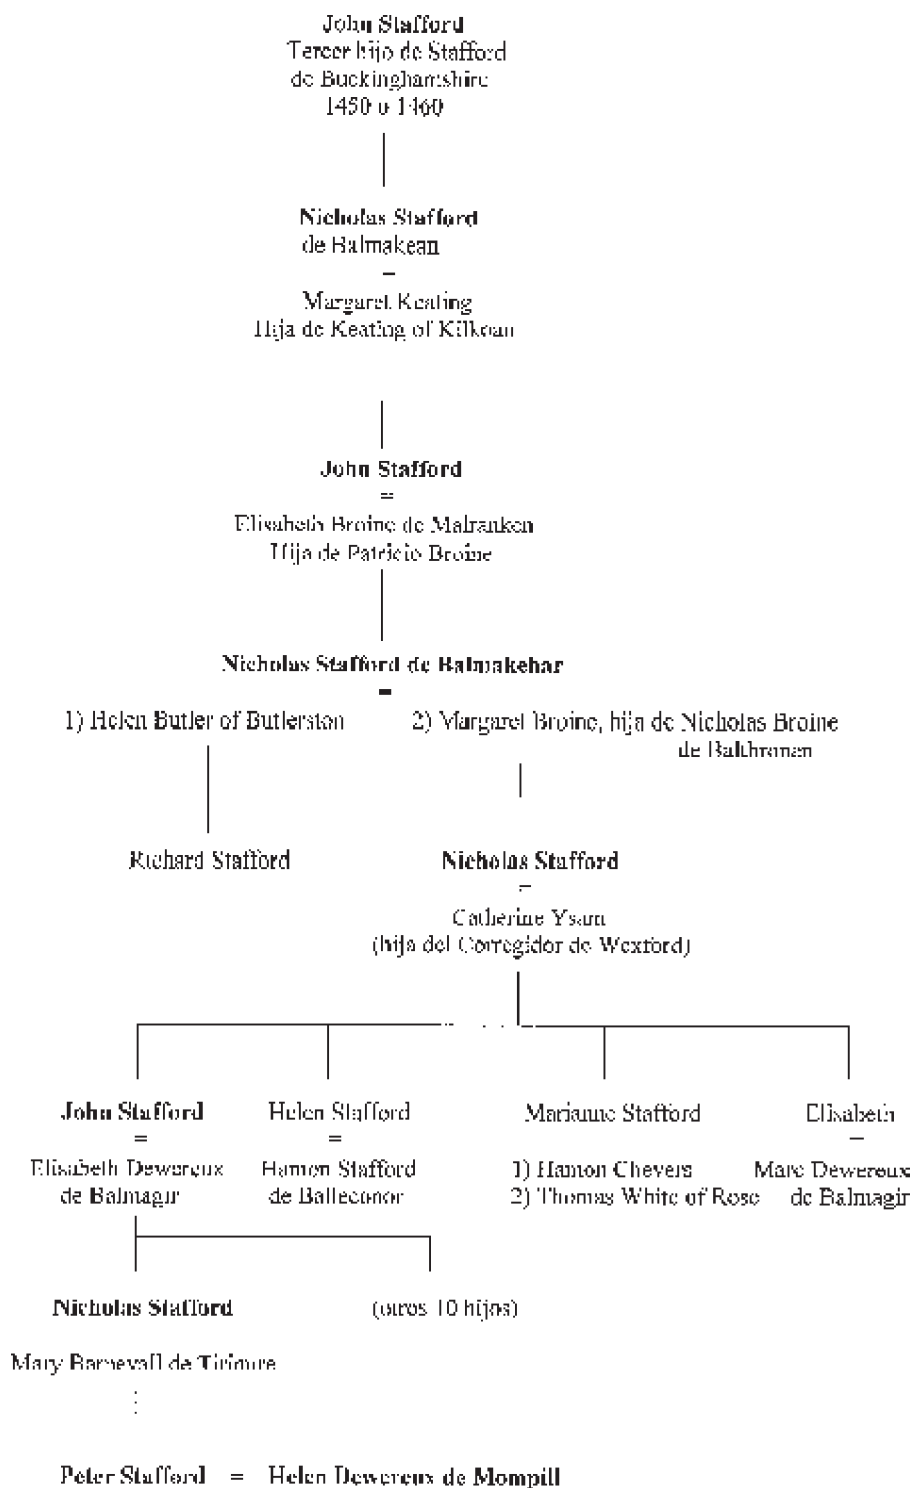 John Stafford
Tercer hijo de Stafford
de Buckinghamshire
1450 o 1460
Nicholas Stafford
de Balmakean
=
Margaret Keating
Hija de Keating of Kilkoan
John Stafford
=
Elisabeth Broine de Malranken
Hija de Patricio Broine
Nicholas Stafford de Balmakehar
=
1) Helen Butler of Butlerston 2) Margaret Broine, hija de Nicholas Broine
de Balthronan
Richard Stafford Nicholas Stafford
=
Catherine Ysam
(hija del Corregidor de Wexford)
John Stafford Helen Stafford Marianne Stafford Elisabeth
= = =
Elisabeth Dewereux Hamon Stafford 1) Hamon Chevers Marc Dewereux
de Balmagir de Balleconor 2) Thomas White of Rose de Balmagir
Nicholas Stafford (otros 10 hijos)
Mary Barnevall de
Peter Stafford = Helen Dewereux de Mompill